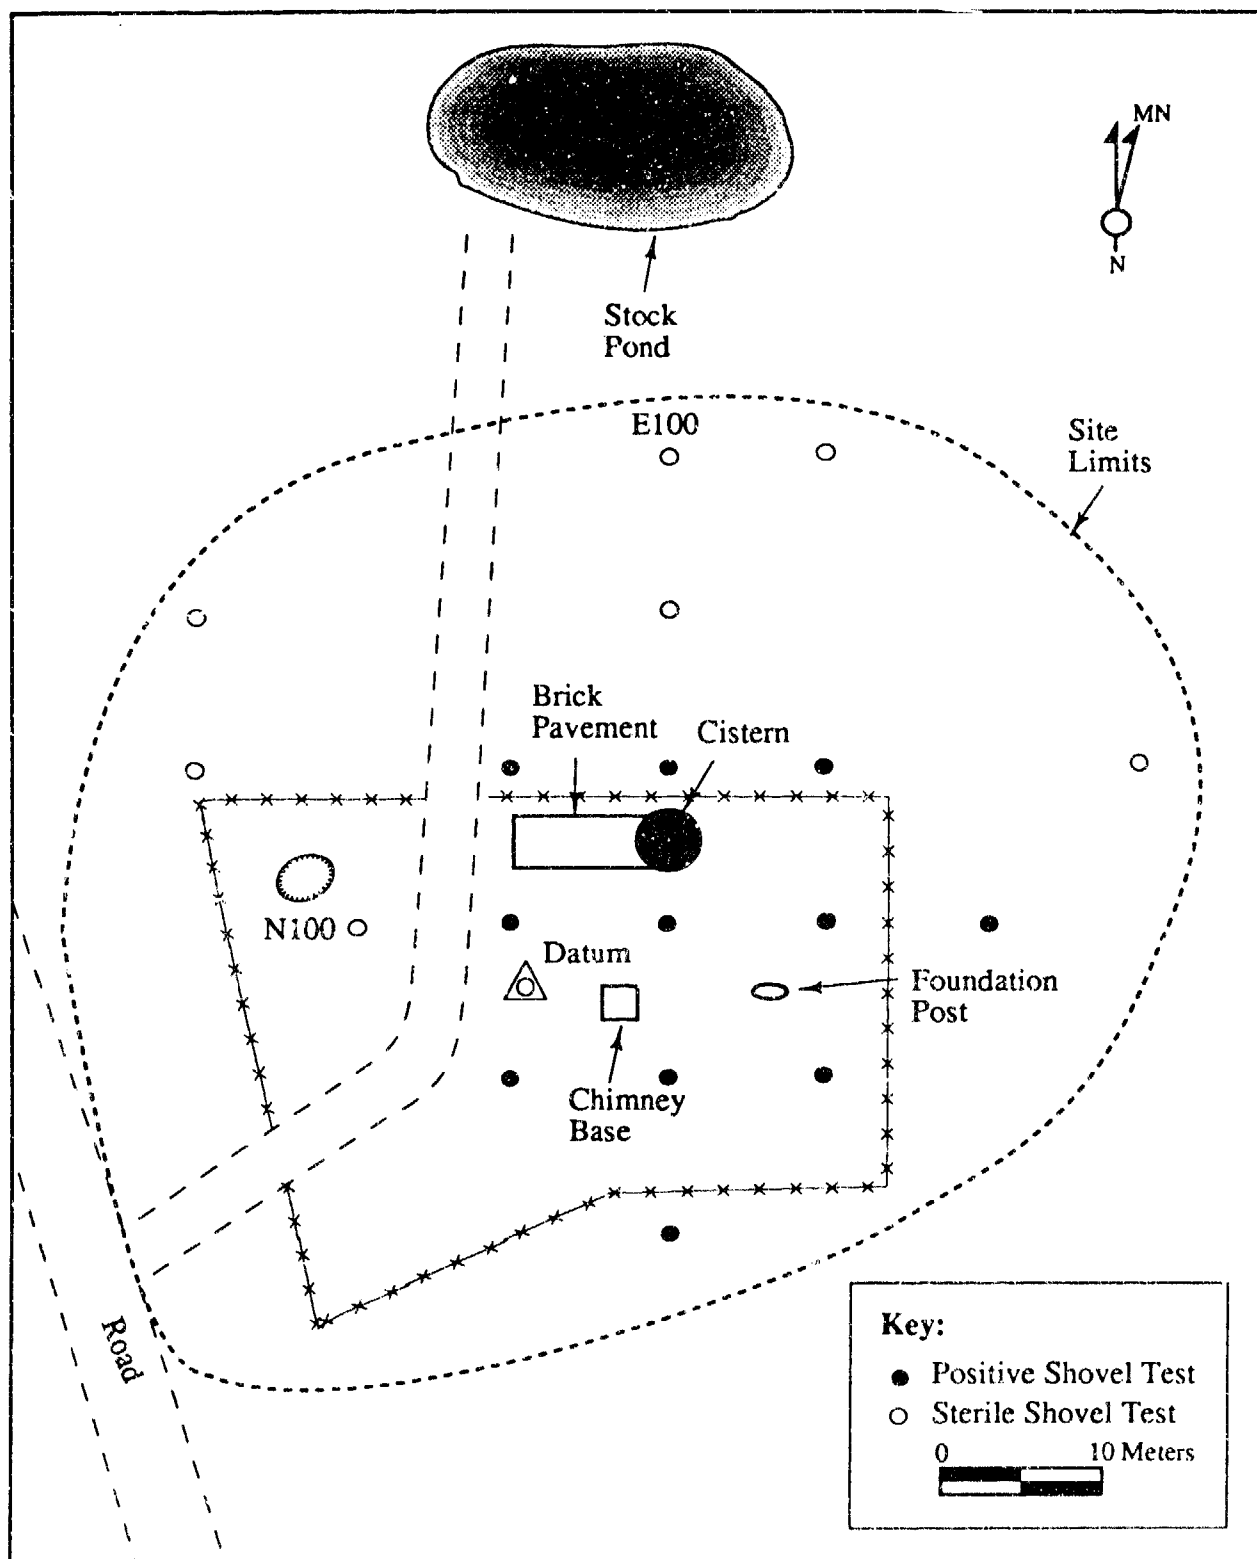 MN
N
Stock
Pond
E100
Site
Limits
Brick
Pavement
Cistern
N100
Datum
Foundation
Post
Chimney
Base
Road
Key:
Positive Shovel Test
Sterile Shovel Test
0 10 Meters